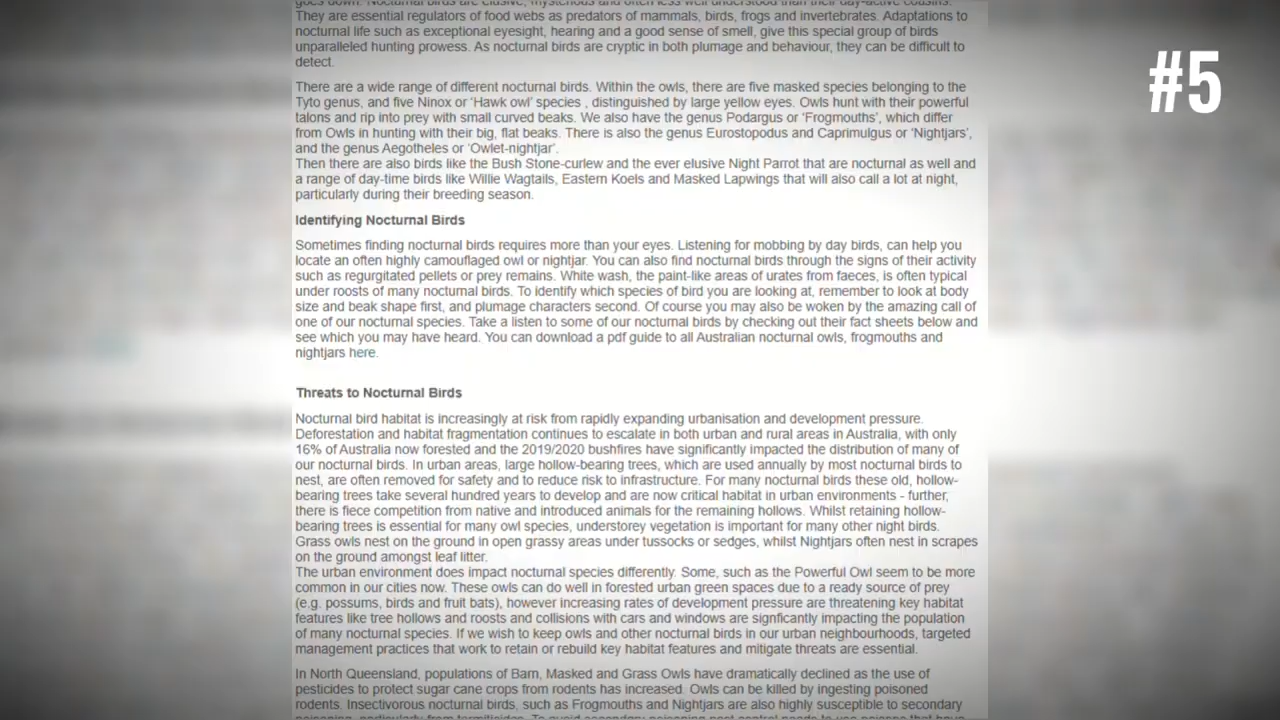 goes down. Nocturnal birds are elusive, mysterious and often less well understood than their day-active cousins.
They are essential regulators of food webs as predators of mammals, birds, frogs and invertebrates. Adaptations to
nocturnal life such as exceptional eyesight, hearing and a good sense of smell, give this special group of birds
unparalleled hunting prowess. As nocturnal birds are cryptic in both plumage and behaviour, they can be difficult to
detect.
#5
There are a wide range of different nocturnal birds. Within the owls, there are five masked species belonging to the
Tyto genus, and five Ninox or ‘Hawk owl’ species , distinguished by large yellow eyes. Owls hunt with their powerful
talons and rip into prey with small curved beaks. We also have the genus Podargus or ‘Frogmouths’, which differ
from Owls in hunting with their big, flat beaks. There is also the genus Eurostopodus and Caprimulgus or ‘Nightjars’,
and the genus Aegotheles or ‘Owlet-nightjar’.
Then there are also birds like the Bush Stone-curlew and the ever elusive Night Parrot that are nocturnal as well and
a range of day-time birds like Willie Wagtails, Eastern Koels and Masked Lapwings that will also call a lot at night,
particularly during their breeding season.
Identifying Nocturnal Birds
Sometimes finding nocturnal birds requires more than your eyes. Listening for mobbing by day birds, can help you
locate an often highly camouflaged owl or nightjar. You can also find nocturnal birds through the signs of their activity
such as regurgitated pellets or prey remains. White wash, the paint-like areas of urates from faeces, is often typical
under roosts of many nocturnal birds. To identify which species of bird you are looking at, remember to look at body
size and beak shape first, and plumage characters second. Of course you may also be woken by the amazing call of
one of our nocturnal species. Take a listen to some of our nocturnal birds by checking out their fact sheets below and
see which you may have heard. You can download a pdf guide to all Australian nocturnal owls, frogmouths and
nightjars here.
Threats to Nocturnal Birds
Nocturnal bird habitat is increasingly at risk from rapidly expanding urbanisation and development pressure.
Deforestation and habitat fragmentation continues to escalate in both urban and rural areas in Australia, with only
16% of Australia now forested and the 2019/2020 bushfires have significantly impacted the distribution of many of
our nocturnal birds. In urban areas, large hollow-bearing trees, which are used annually by most nocturnal birds to
nest, are often removed for safety and to reduce risk to infrastructure. For many nocturnal birds these old, hollow-
bearing trees take several hundred years to develop and are now critical habitat in urban environments - further,
there is fiece competition from native and introduced animals for the remaining hollows. Whilst retaining hollow-
bearing trees is essential for many owl species, understorey vegetation is important for many other night birds.
Grass owls nest on the ground in open grassy areas under tussocks or sedges, whilst Nightjars often nest in scrapes
on the ground amongst leaf litter.
The urban environment does impact nocturnal species differently. Some, such as the Powerful Owl seem to be more
common in our cities now. These owls can do well in forested urban green spaces due to a ready source of prey
(e.g. possums, birds and fruit bats), however increasing rates of development pressure are threatening key habitat
features like tree hollows and roosts and collisions with cars and windows are signficantly impacting the population
of many nocturnal species. If we wish to keep owls and other nocturnal birds in our urban neighbourhoods, targeted
management practices that work to retain or rebuild key habitat features and mitigate threats are essential.
In North Queensland, populations of Barn, Masked and Grass Owls have dramatically declined as the use of
pesticides to protect sugar cane crops from rodents has increased. Owls can be killed by ingesting poisoned
rodents. Insectivorous nocturnal birds, such as Frogmouths and Nightjars are also highly susceptible to secondary